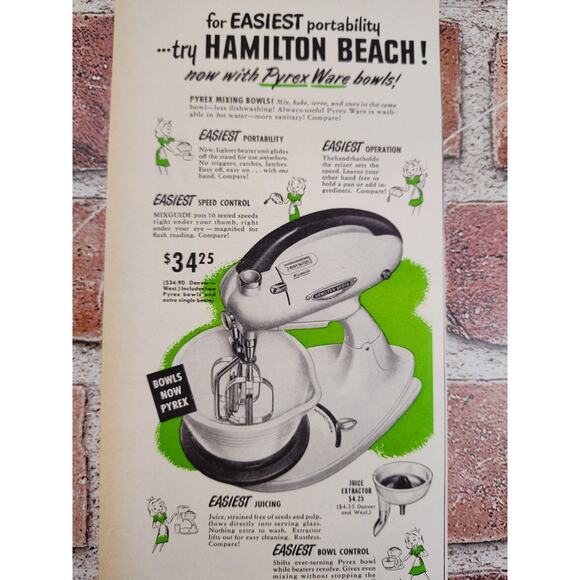 for EASIEST portability
...try HAMILTON BEACH!
now with Pyrex Ware bowls!
PYREX MIXING BOWLS! Mix, bake, serve, and store in the same
bowl—less dishwashing! Always-useful Pyrex Ware is wash-
able in hot water—more sanitary! Compare!
EASIEST PORTABILITY
New, lighter beater unit glides
off the stand for use anywhere.
No triggers, catches, latches.
Easy off, easy on . . . with one
hand. Compare!
EASIEST OPERATION
The hand that holds
the mixer sets the
speed. Leaves your
other hand free to
hold a pan or add in-
gredients. Compare!
EASIEST SPEED CONTROL
MIXGUIDE puts 10 tested speeds
right under your thumb, right
under your eye — magnified for
flash reading. Compare!
$34.25
($34.90 Denver—
West.) Includes two
Pyrex bowls and
extra single beater
HAMILTON BEACH
BOWLS
NOW
PYREX
JUICE
EXTRACTOR
$4.25
($4.35 Denver
and West.)
EASIEST JUICING
Juice, strained free of seeds and pulp,
flows directly into serving glass.
Nothing extra to wash. Extractor
lifts out for easy cleaning. Rustless.
Compare!
EASIEST BOWL CONTROL
Shifts ever-turning Pyrex bowl
while beaters revolve. Gives even
mixing without stopping the